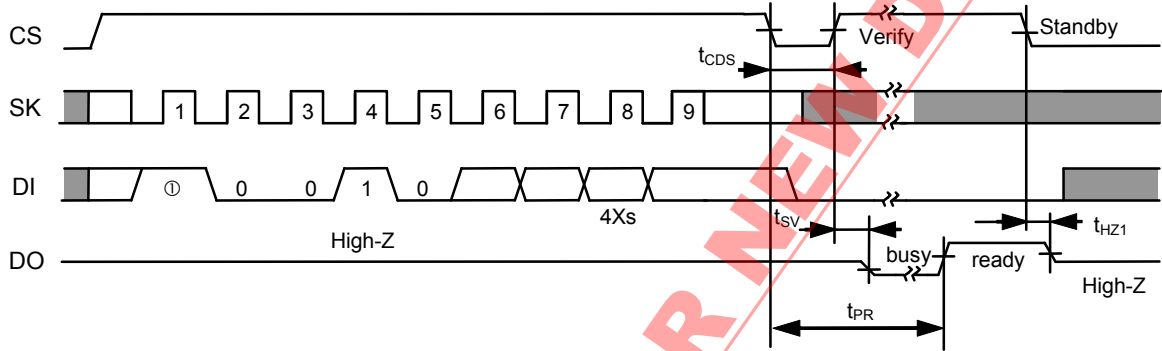 CS
Verify
Standby
tCDS
SK
1 2 3 4 5 6 7 8 9
DI
① 0 0 1 0
4Xs
tSV
tHZ1
High-Z
DO
busy
ready
High-Z
tPR
R NEW D